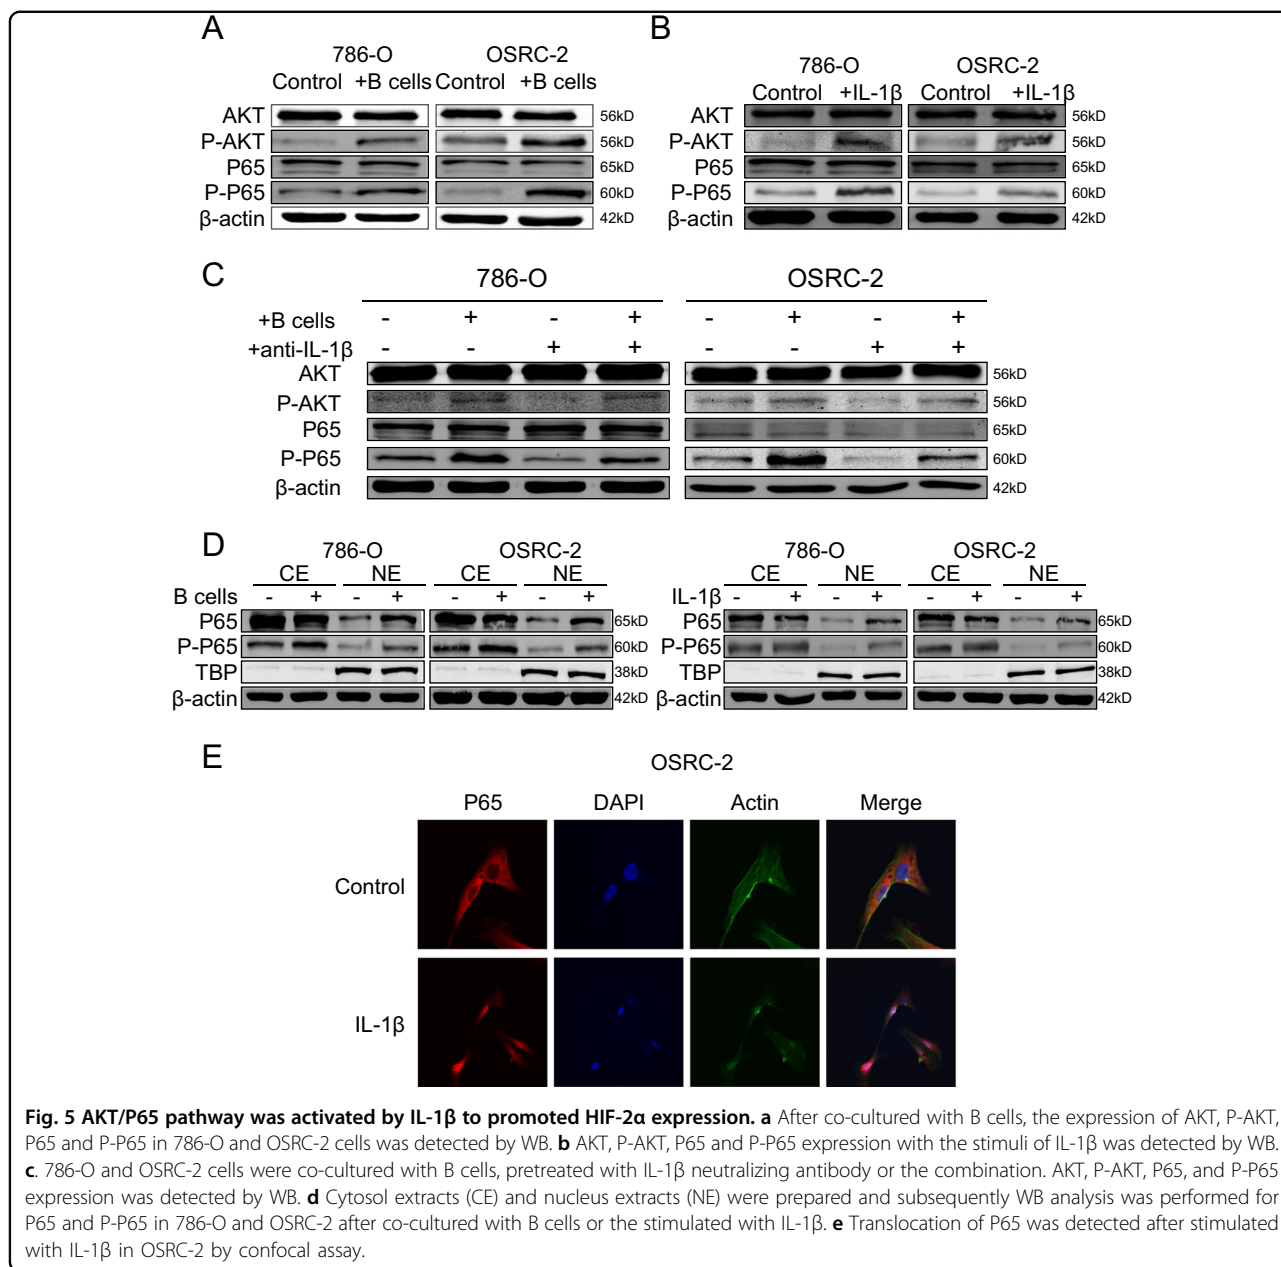 A
786-O OSRC-2
Control +B cells Control +B cells
AKT 56kD
P-AKT 56kD
P65 65kD
P-P65 60kD
β-actin 42kD
B
786-O OSRC-2
Control +IL-1β Control +IL-1β
AKT 56kD
P-AKT 56kD
P65 65kD
P-P65 60kD
β-actin 42kD
C
786-O OSRC-2
+B cells - + - + - + - +
+anti-IL-1β - - + + - - + +
AKT 56kD
P-AKT 56kD
P65 65kD
P-P65 60kD
β-actin 42kD
D
786-O OSRC-2
CE NE CE NE
B cells - + - + - + - +
P65 65kD
P-P65 60kD
TBP 38kD
β-actin 42kD
786-O OSRC-2
CE NE CE NE
IL-1β - + - + - + - +
P65 65kD
P-P65 60kD
TBP 38kD
β-actin 42kD
E
OSRC-2
P65 DAPI Actin Merge
Control
IL-1β
Fig. 5 AKT/P65 pathway was activated by IL-1β to promoted HIF-2α expression. a After co-cultured with B cells, the expression of AKT, P-AKT,
P65 and P-P65 in 786-O and OSRC-2 cells was detected by WB. b AKT, P-AKT, P65 and P-P65 expression with the stimuli of IL-1β was detected by WB.
c. 786-O and OSRC-2 cells were co-cultured with B cells, pretreated with IL-1β neutralizing antibody or the combination. AKT, P-AKT, P65, and P-P65
expression was detected by WB. d Cytosol extracts (CE) and nucleus extracts (NE) were prepared and subsequently WB analysis was performed for
P65 and P-P65 in 786-O and OSRC-2 after co-cultured with B cells or the stimulated with IL-1β. e Translocation of P65 was detected after stimulated
with IL-1β in OSRC-2 by confocal assay.